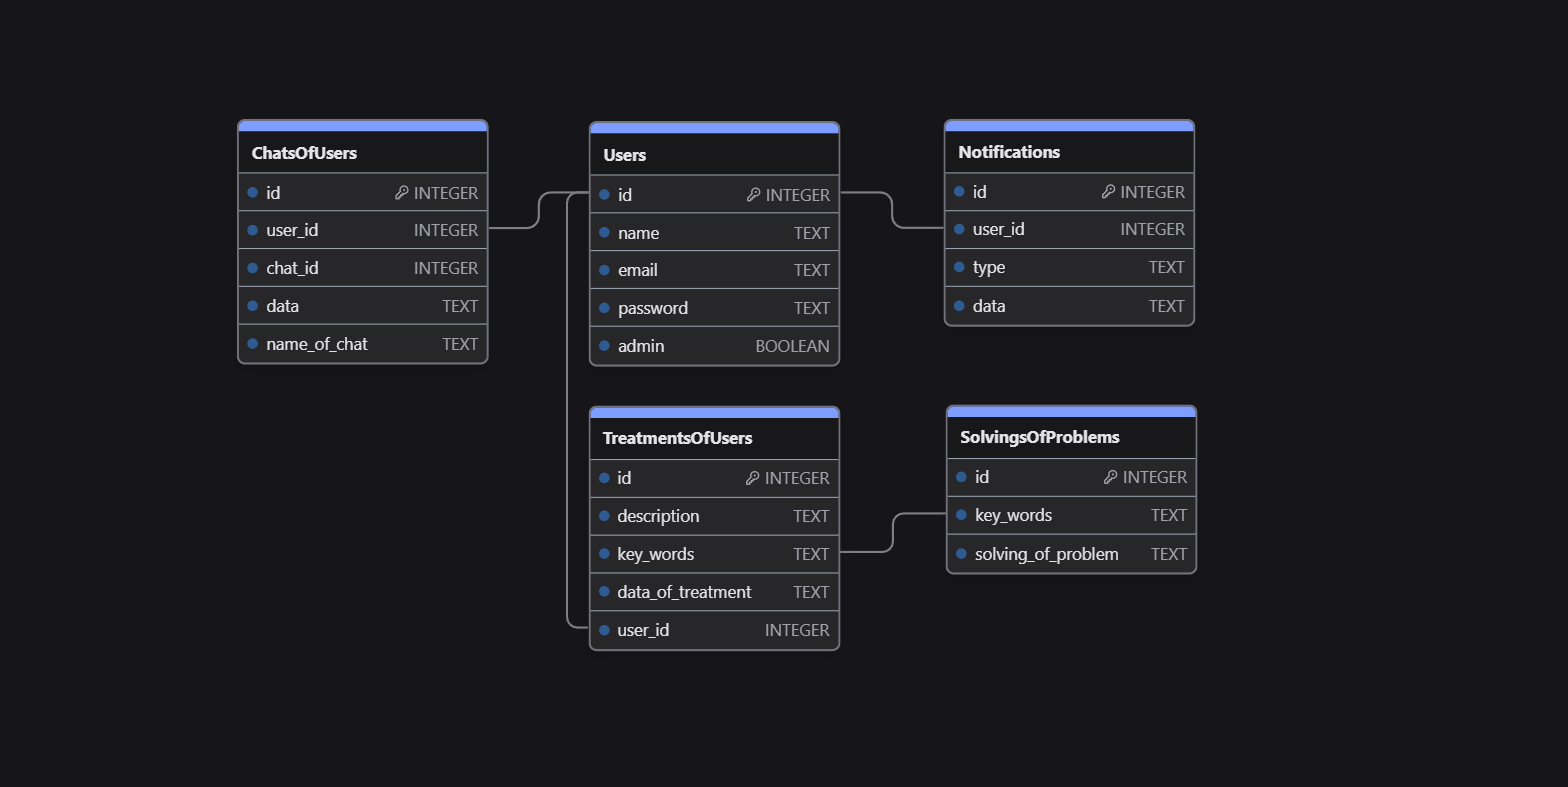 ChatsOfUsers
id INTEGER
user_id INTEGER
chat_id INTEGER
data TEXT
name_of_chat TEXT
Users
id INTEGER
name TEXT
email TEXT
password TEXT
admin BOOLEAN
Notifications
id INTEGER
user_id INTEGER
type TEXT
data TEXT
TreatmentsOfUsers
id INTEGER
description TEXT
key_words TEXT
data_of_treatment TEXT
user_id INTEGER
SolvingsOfProblems
id INTEGER
key_words TEXT
solving_of_problem TEXT